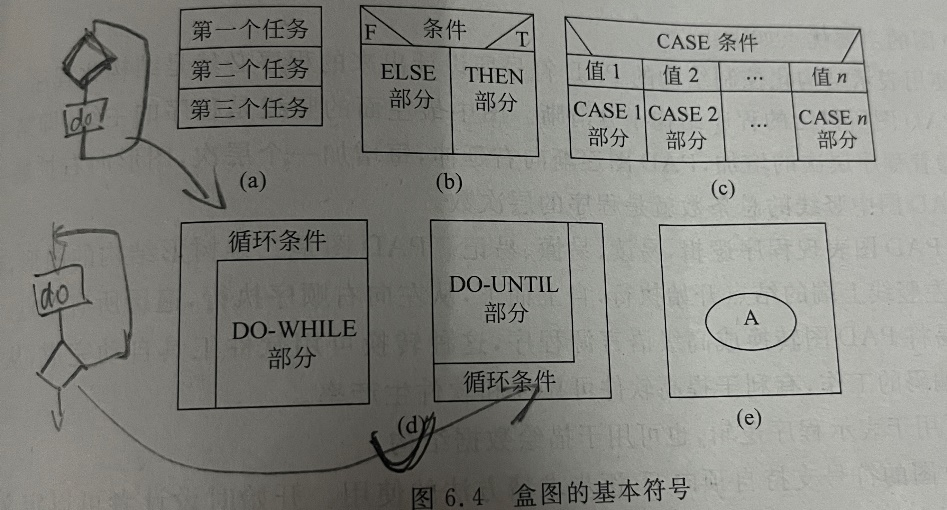 第一个任务
第二个任务
第三个任务
(a)
F 条件 T
ELSE 部分
THEN 部分
(b)
CASE 条件
值 1 值 2 … 值 n
CASE 1 部分
CASE 2 部分
…
CASE n 部分
(c)
do
do
循环条件
DO-WHILE
部分
DO-UNTIL
部分
循环条件
(d)
A
(e)
图 6.4 盒图的基本符号